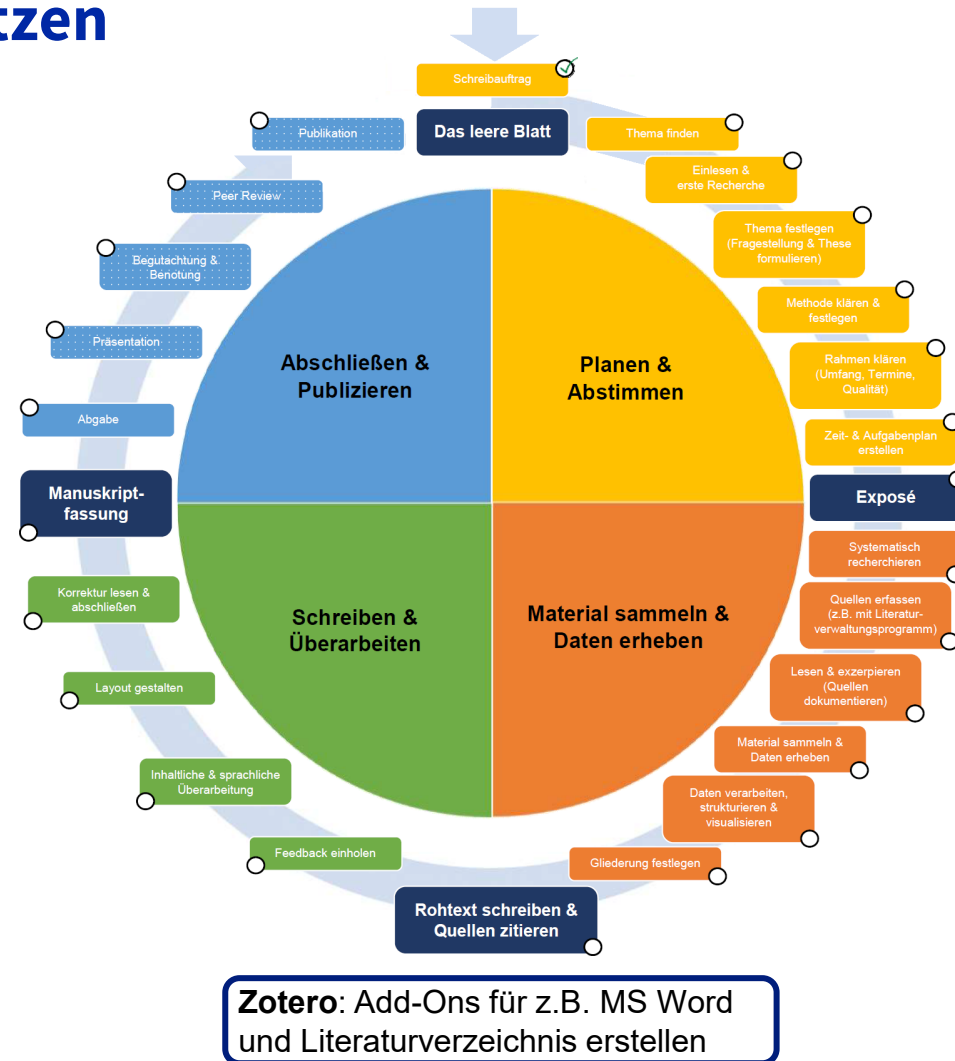 tzen
Schreibauftrag
Das leere Blatt
Thema finden
Einlesen &
erste Recherche
Thema festlegen
(Fragestellung & These
formulieren)
Methode klären &
festlegen
Rahmen klären
(Umfang, Termine,
Qualität)
Zeit- & Aufgabenplan
erstellen
Exposé
Systematisch
recherchieren
Quellen erfassen
(z.B. mit Literatur-
verwaltungsprogramm)
Lesen & exzerpieren
(Quellen
dokumentieren)
Material sammeln &
Daten erheben
Daten verarbeiten,
strukturieren &
visualisieren
Gliederung festlegen
Rohtext schreiben &
Quellen zitieren
Feedback einholen
Inhaltliche & sprachliche
Überarbeitung
Layout gestalten
Korrektur lesen &
abschließen
Manuskript-
fassung
Abgabe
Präsentation
Begutachtung &
Benotung
Peer Review
Publikation
Abschließen &
Publizieren
Planen &
Abstimmen
Schreiben &
Überarbeiten
Material sammeln &
Daten erheben
Zotero: Add-Ons für z.B. MS Word
und Literaturverzeichnis erstellen